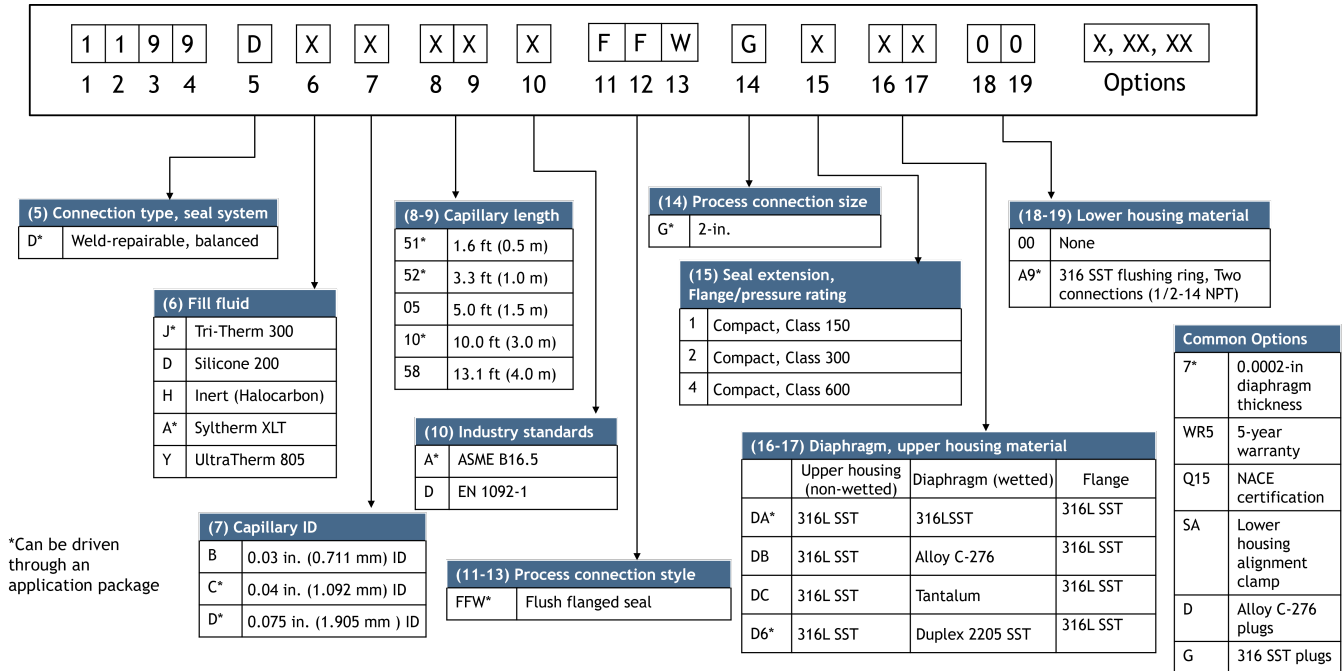 1 1 9 9 D X X X X X F F W G X X X 0 0 X, XX, XX
1 2 3 4 5 6 7 8 9 10 11 12 13 14 15 16 17 18 19 Options
(5) Connection type, seal system
D* Weld-repairable, balanced
(6) Fill fluid
J* Tri-Therm 300
D Silicone 200
H Inert (Halocarbon)
A* Syltherm XLT
Y UltraTherm 805
(7) Capillary ID
B 0.03 in. (0.711 mm) ID
C* 0.04 in. (1.092 mm) ID
D* 0.075 in. (1.905 mm ) ID
(8-9) Capillary length
51* 1.6 ft (0.5 m)
52* 3.3 ft (1.0 m)
05 5.0 ft (1.5 m)
10* 10.0 ft (3.0 m)
58 13.1 ft (4.0 m)
(10) Industry standards
A* ASME B16.5
D EN 1092-1
(11-13) Process connection style
FFW* Flush flanged seal
(14) Process connection size
G* 2-in.
(15) Seal extension,
Flange/pressure rating
1 Compact, Class 150
2 Compact, Class 300
4 Compact, Class 600
(16-17) Diaphragm, upper housing material
Upper housing
(non-wetted) Diaphragm (wetted) Flange
DA* 316L SST 316LSST 316L SST
DB 316L SST Alloy C-276 316L SST
DC 316L SST Tantalum 316L SST
D6* 316L SST Duplex 2205 SST 316L SST
(18-19) Lower housing material
00 None
A9* 316 SST flushing ring, Two
connections (1/2-14 NPT)
Common Options
7* 0.0002-in
diaphragm
thickness
WR5 5-year
warranty
Q15 NACE
certification
SA Lower
housing
alignment
clamp
D Alloy C-276
plugs
G 316 SST plugs
*Can be driven
through an
application package